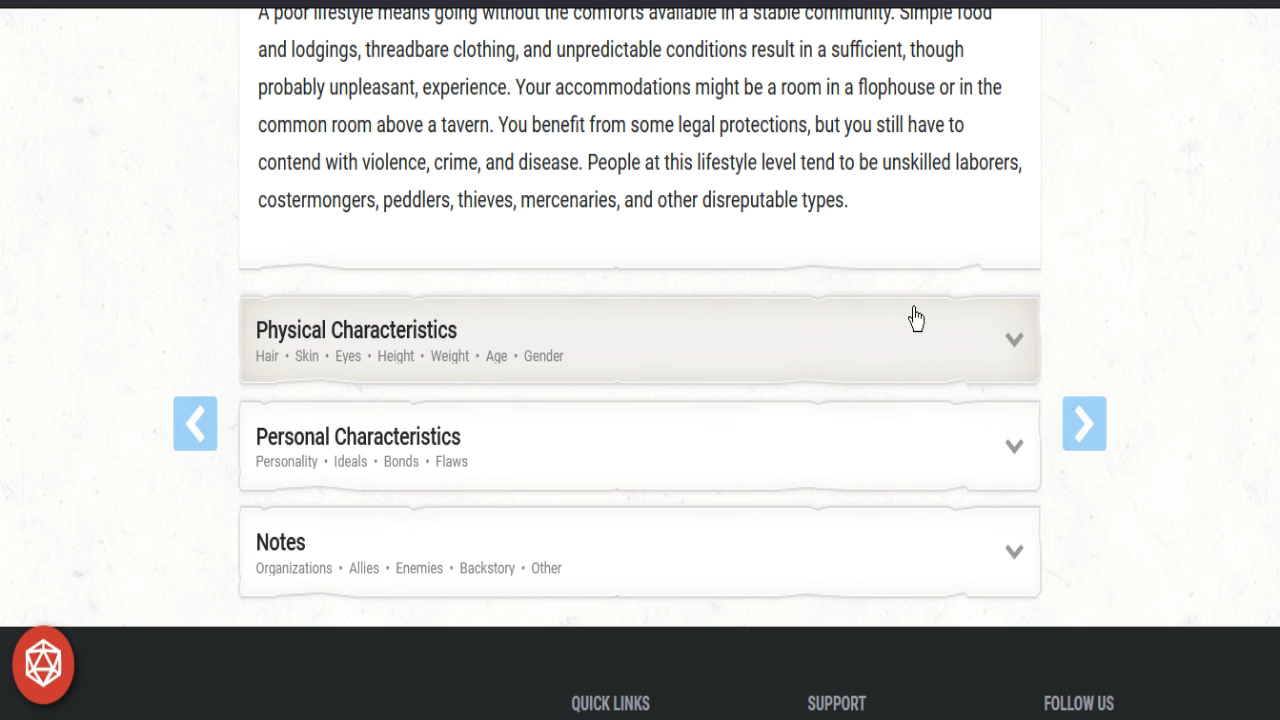 A poor lifestyle means going without the comforts available in a stable community. Simple food
and lodgings, threadbare clothing, and unpredictable conditions result in a sufficient, though
probably unpleasant, experience. Your accommodations might be a room in a flophouse or in the
common room above a tavern. You benefit from some legal protections, but you still have to
contend with violence, crime, and disease. People at this lifestyle level tend to be unskilled laborers,
costermongers, peddlers, thieves, mercenaries, and other disreputable types.
Physical Characteristics
Hair • Skin • Eyes • Height • Weight • Age • Gender
Personal Characteristics
Personality • Ideals • Bonds • Flaws
Notes
Organizations • Allies • Enemies • Backstory • Other
QUICK LINKS SUPPORT FOLLOW US